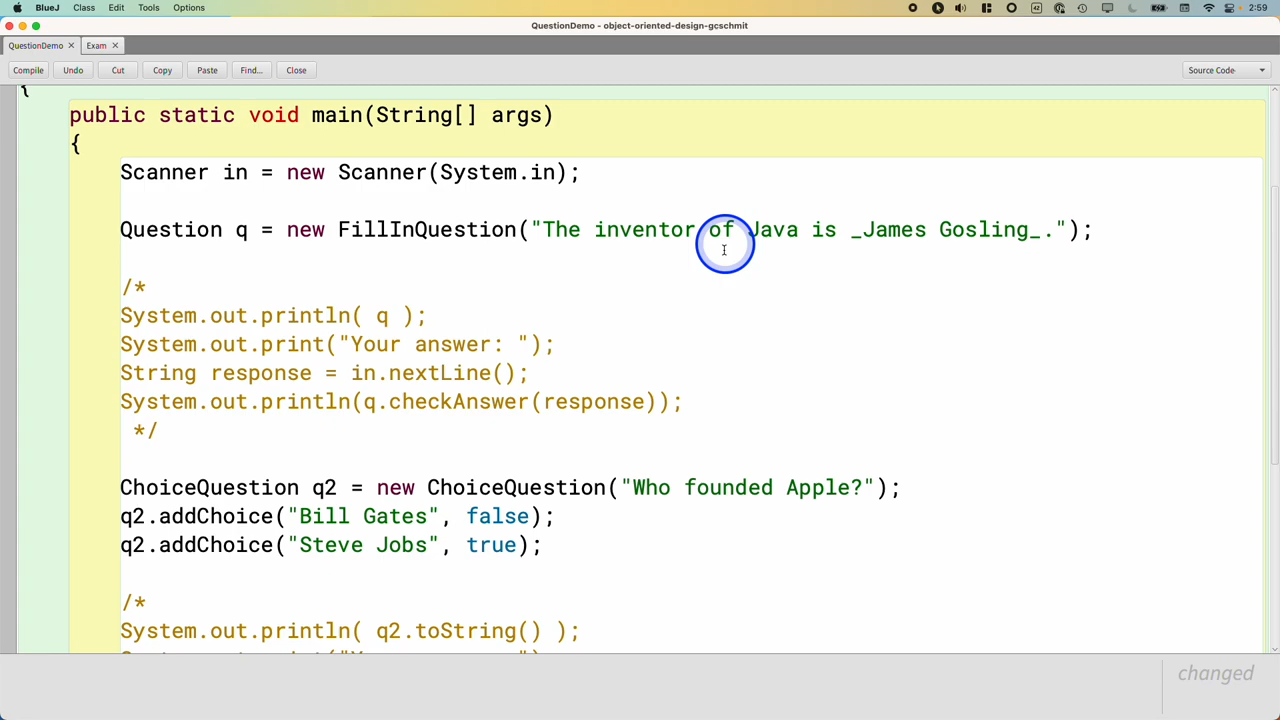 BlueJ Class Edit Tools Options 42 2:59
QuestionDemo - object-oriented-design-gcschmit
QuestionDemo × Exam ×
Compile Undo Cut Copy Paste Find... Close Source Code
{
public static void main(String[] args)
{
Scanner in = new Scanner(System.in);
Question q = new FillInQuestion("The inventor of Java is _James Gosling_.");
/*
System.out.println( q );
System.out.print("Your answer: ");
String response = in.nextLine();
System.out.println(q.checkAnswer(response));
*/
ChoiceQuestion q2 = new ChoiceQuestion("Who founded Apple?");
q2.addChoice("Bill Gates", false);
q2.addChoice("Steve Jobs", true);
/*
System.out.println( q2.toString() );
changed